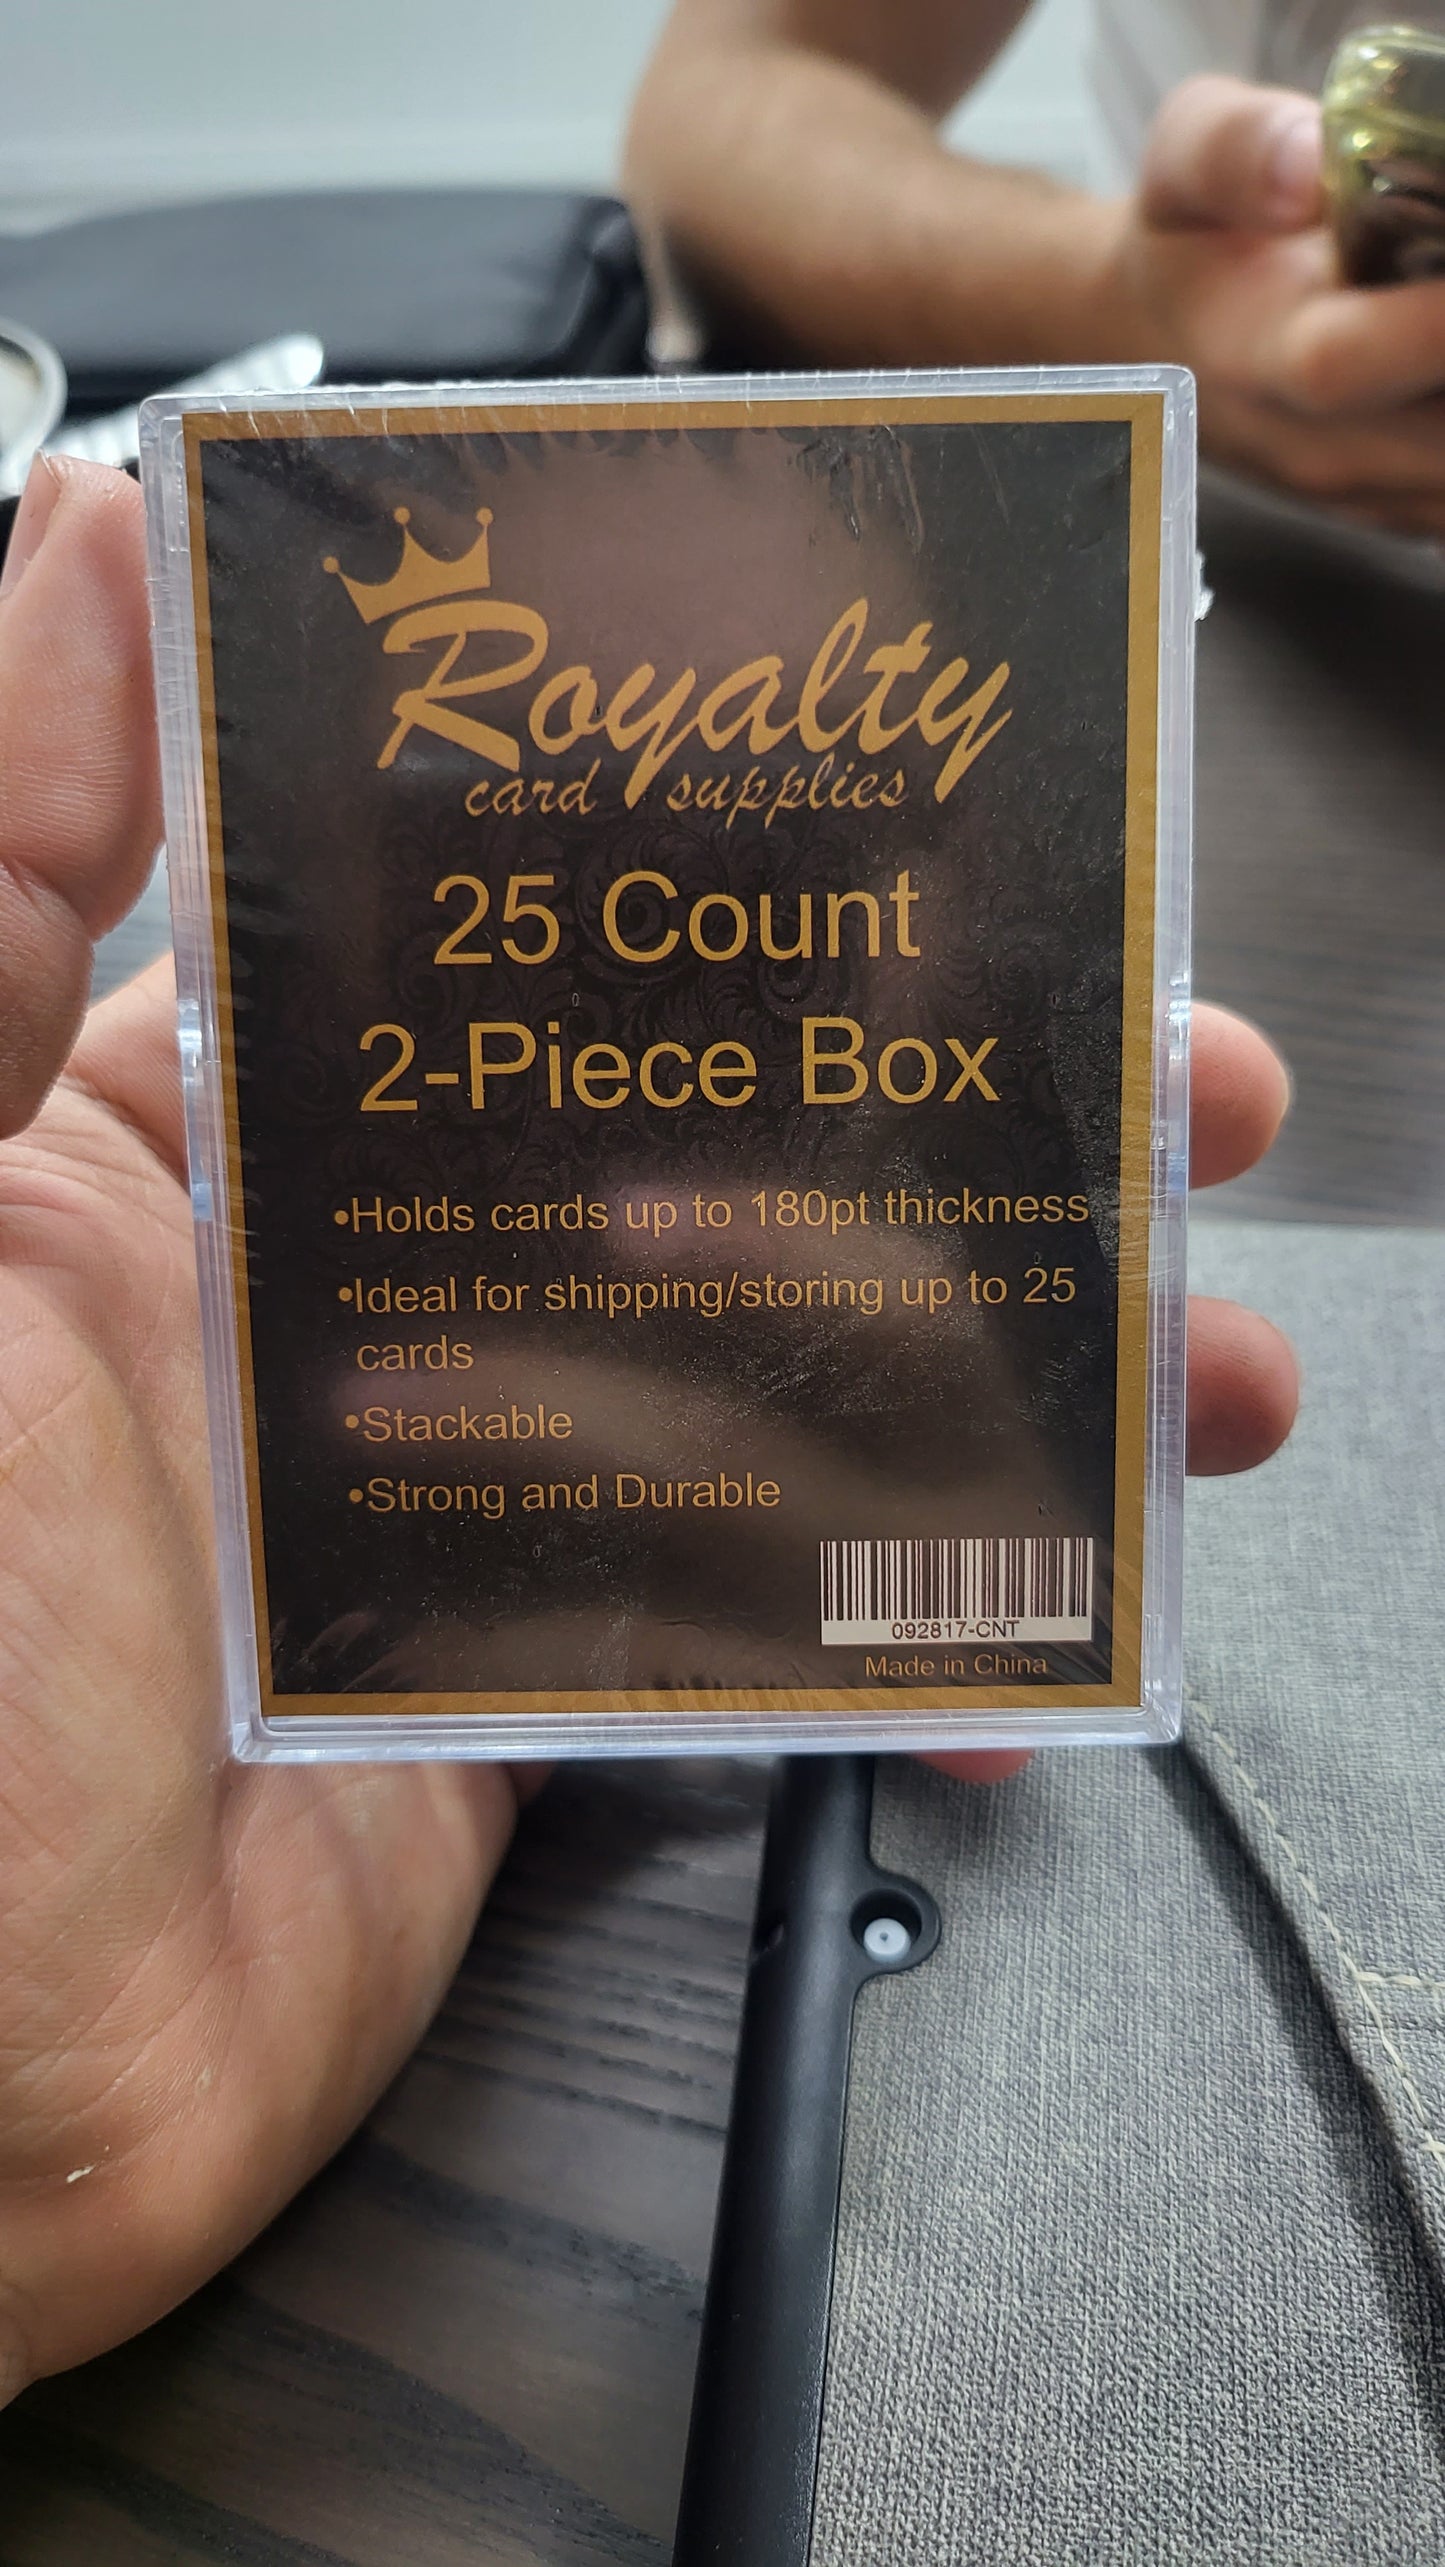 Royalty
card supplies
25 Count
2-Piece Box
•Holds cards up to 180pt thickness
•Ideal for shipping/storing up to 25
cards
•Stackable
•Strong and Durable
092817-CNT
Made in China